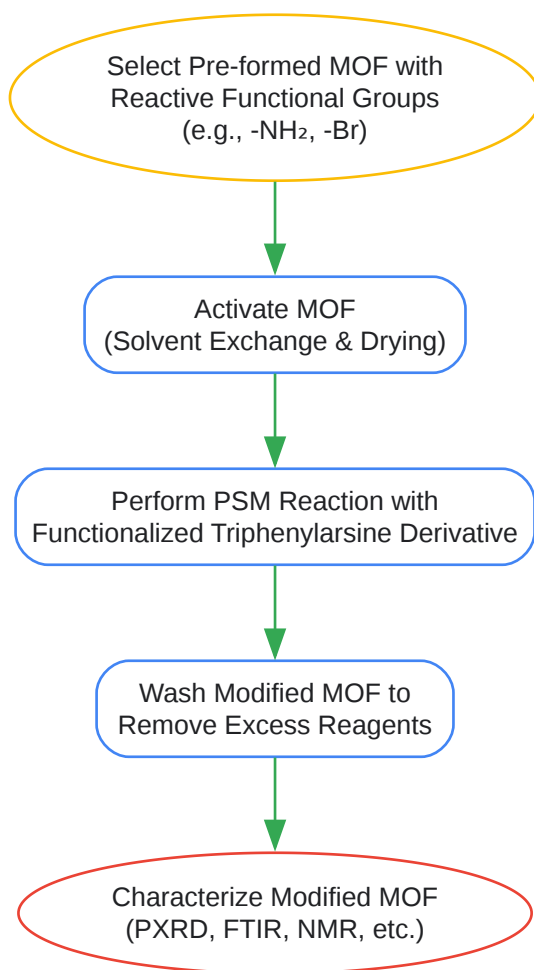 Select Pre-formed MOF with
Reactive Functional Groups
(e.g., -NH₂, -Br)
Activate MOF
(Solvent Exchange & Drying)
Perform PSM Reaction with
Functionalized Triphenylarsine Derivative
Wash Modified MOF to
Remove Excess Reagents
Characterize Modified MOF
(PXRD, FTIR, NMR, etc.)